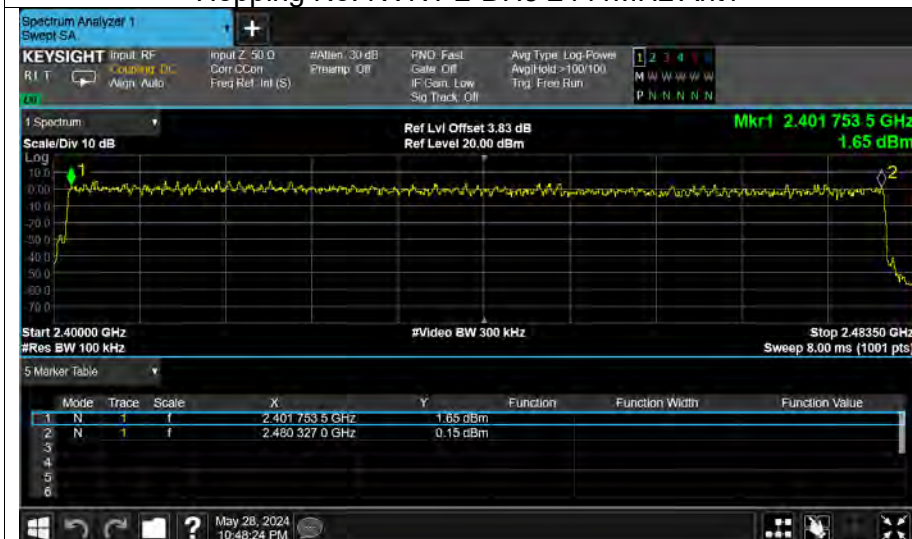 Spectrum Analyzer 1
Swept SA
+
KEYSIGHT Input: RF Input Z: 50 Ω #Atten: 30 dB PNO: Fast Avg Type: Log-Power 1 2 3 4
RLT Coupling: DC Corr CCorr Preamp: Off Gate: Off Avg|Hold:>100/100 M W W W W W
Align: Auto Freq Ref: Int (S) IF Gain: Low Trig: Free Run
Sig Track: Off P N N N N N
1 Spectrum Ref Lvl Offset 3.83 dB Mkr1 2.401 753 5 GHz
Scale/Div 10 dB Ref Level 20.00 dBm 1.65 dBm
Log
10.0
1
2
0.00
-10.0
-20.0
-30.0
-40.0
-50.0
-60.0
-70.0
Start 2.40000 GHz #Video BW 300 kHz Stop 2.48350 GHz
#Res BW 100 kHz Sweep 8.00 ms (1001 pts)
5 Marker Table
Mode Trace Scale X Y Function Function Width Function Value
1 N 1 f 2.401 753 5 GHz 1.65 dBm
2 N 1 f 2.480 327 0 GHz 0.15 dBm
3
4
5
6
? May 28, 2024
10:48:24 PM